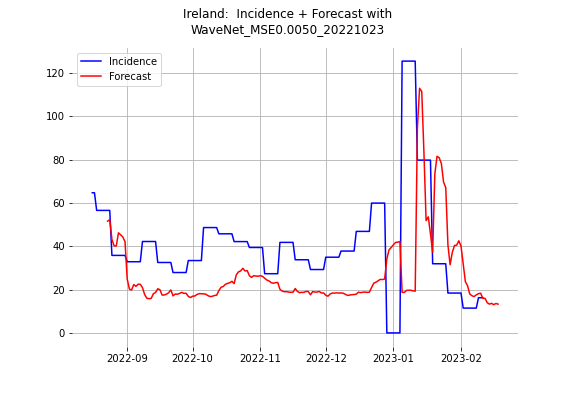 Ireland:  Incidence + Forecast with
WaveNet_MSE0.0050_20221023
Incidence
Forecast
120
100
80
60
40
20
0
2022-09 2022-10 2022-11 2022-12 2023-01 2023-02